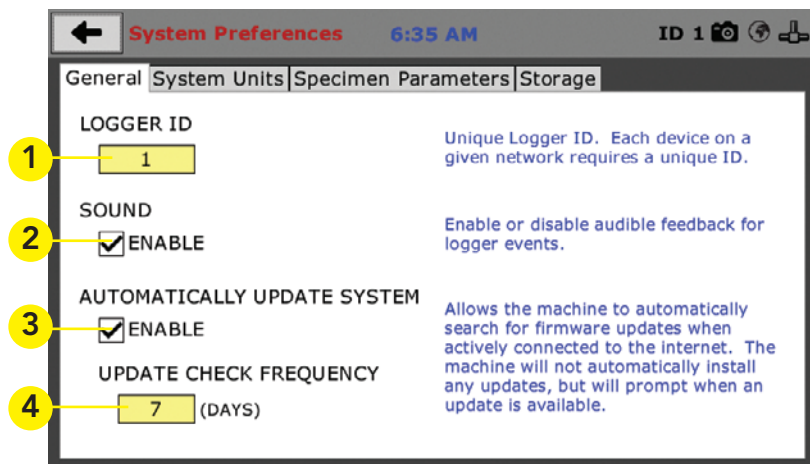 System Preferences 6:35 AM ID 1
General System Units Specimen Parameters Storage
LOGGER ID
1 1
Unique Logger ID. Each device on a
given network requires a unique ID.
SOUND
2 ENABLE
Enable or disable audible feedback for
logger events.
AUTOMATICALLY UPDATE SYSTEM
3 ENABLE
UPDATE CHECK FREQUENCY
4 7 (DAYS)
Allows the machine to automatically
search for firmware updates when
actively connected to the internet. The
machine will not automatically install
any updates, but will prompt when an
update is available.